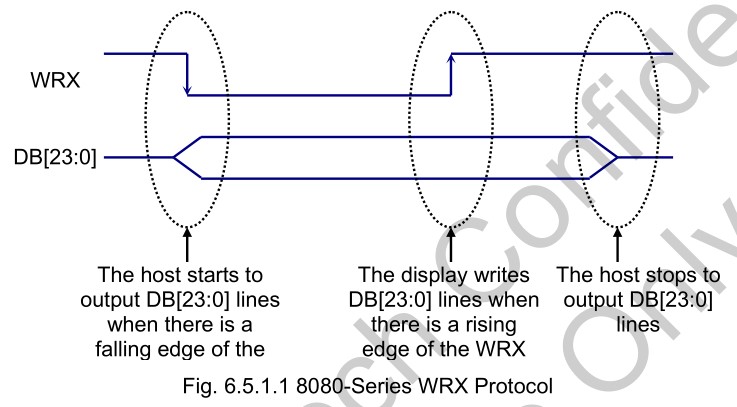 WRX
DB[23:0]
The host starts to
output DB[23:0] lines
when there is a
falling edge of the
The display writes
DB[23:0] lines when
there is a rising
edge of the WRX
The host stops to
output DB[23:0]
lines
Fig. 6.5.1.1 8080-Series WRX Protocol
Only